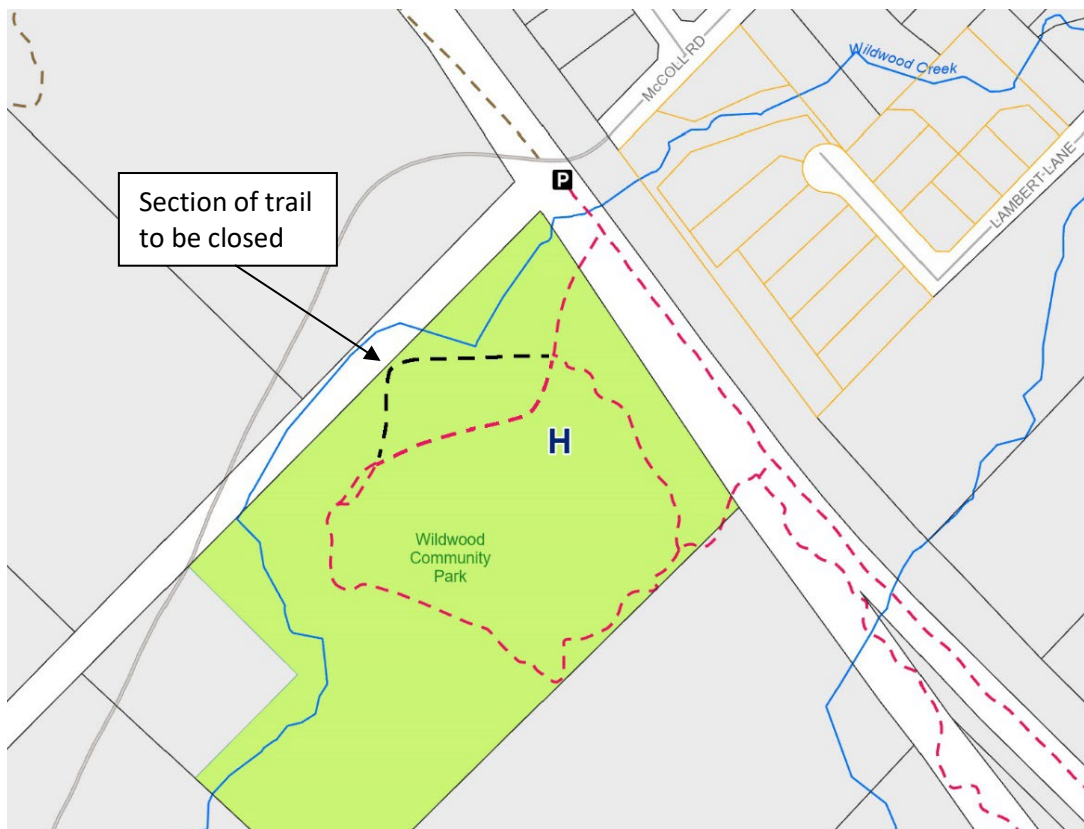 McCOLL RD
Wildwood Creek
LAMBERT LANE
P
Section of trail
to be closed
H
Wildwood
Community
Park